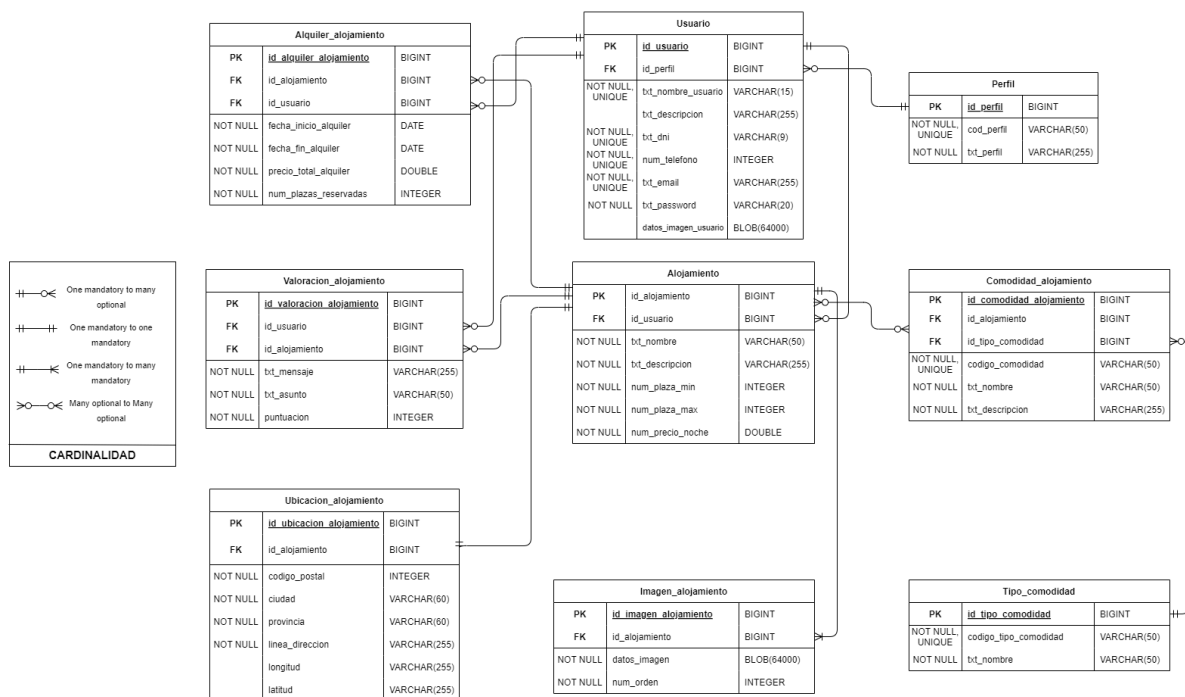 Alquiler_alojamiento
PK id_alquiler_alojamiento BIGINT
FK id_alojamiento BIGINT
FK id_usuario BIGINT
NOT NULL fecha_inicio_alquiler DATE
NOT NULL fecha_fin_alquiler DATE
NOT NULL precio_total_alquiler DOUBLE
NOT NULL num_plazas_reservadas INTEGER
Usuario
PK id_usuario BIGINT
FK id_perfil BIGINT
NOT NULL, UNIQUE txt_nombre_usuario VARCHAR(15)
txt_descripcion VARCHAR(255)
NOT NULL, UNIQUE txt_dni VARCHAR(9)
NOT NULL, UNIQUE num_telefono INTEGER
NOT NULL, UNIQUE txt_email VARCHAR(255)
NOT NULL txt_password VARCHAR(20)
datos_imagen_usuario BLOB(64000)
Perfil
PK id_perfil BIGINT
NOT NULL, UNIQUE cod_perfil VARCHAR(50)
NOT NULL txt_perfil VARCHAR(255)
One mandatory to many
optional
One mandatory to one
mandatory
One mandatory to many
mandatory
Many optional to Many
optional
CARDINALIDAD
Valoracion_alojamiento
PK id_valoracion_alojamiento BIGINT
FK id_usuario BIGINT
FK id_alojamiento BIGINT
NOT NULL txt_mensaje VARCHAR(255)
NOT NULL txt_asunto VARCHAR(50)
NOT NULL puntuacion INTEGER
Alojamiento
PK id_alojamiento BIGINT
FK id_usuario BIGINT
NOT NULL txt_nombre VARCHAR(50)
NOT NULL txt_descripcion VARCHAR(255)
NOT NULL num_plaza_min INTEGER
NOT NULL num_plaza_max INTEGER
NOT NULL num_precio_noche DOUBLE
Comodidad_alojamiento
PK id_comodidad_alojamiento BIGINT
FK id_alojamiento BIGINT
FK id_tipo_comodidad BIGINT
NOT NULL, UNIQUE codigo_comodidad VARCHAR(50)
NOT NULL txt_nombre VARCHAR(50)
NOT NULL txt_descripcion VARCHAR(255)
Ubicacion_alojamiento
PK id_ubicacion_alojamiento BIGINT
FK id_alojamiento BIGINT
NOT NULL codigo_postal INTEGER
NOT NULL ciudad VARCHAR(60)
NOT NULL provincia VARCHAR(60)
NOT NULL linea_direccion VARCHAR(255)
longitud VARCHAR(255)
latitud VARCHAR(255)
Imagen_alojamiento
PK id_imagen_alojamiento BIGINT
FK id_alojamiento BIGINT
NOT NULL datos_imagen BLOB(64000)
NOT NULL num_orden INTEGER
Tipo_comodidad
PK id_tipo_comodidad BIGINT
NOT NULL, UNIQUE codigo_tipo_comodidad VARCHAR(50)
NOT NULL txt_nombre VARCHAR(50)